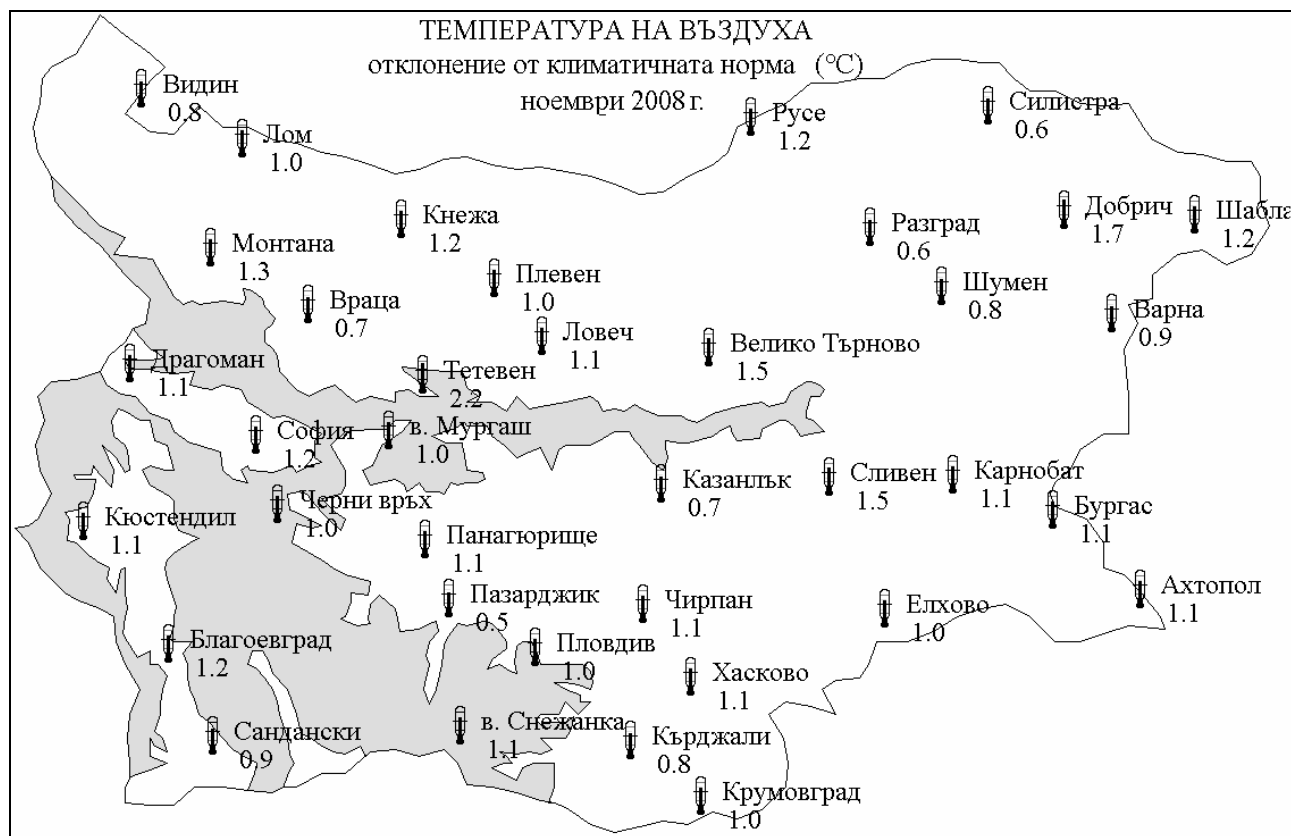 ТЕМПЕРАТУРА НА ВЪЗДУХА
отклонение от климатичната норма (°C)
ноември 2008 г.
Видин
0.8
Лом
1.0
Русе
1.2
Силистра
0.6
Кнежа
1.2
Монтана
1.3
Разград
0.6
Добрич
1.7
Шабла
1.2
Плевен
1.0
Враца
0.7
Шумен
0.8
Варна
0.9
Ловеч
1.1
Велико Търново
1.5
Драгоман
1.1
Тетевен
2.2
София
1.2
в. Мургаш
1.0
Казанлък
0.7
Сливен
1.5
Карнобат
1.1
Черни връх
1.0
Бургас
1.1
Кюстендил
1.1
Панагюрище
1.1
Пазарджик
0.5
Чирпан
1.1
Елхово
1.0
Ахтопол
1.1
Благоевград
1.2
Пловдив
1.0
Хасково
1.1
Сандански
0.9
в. Снежанка
1.1
Кърджали
0.8
Крумовград
1.0